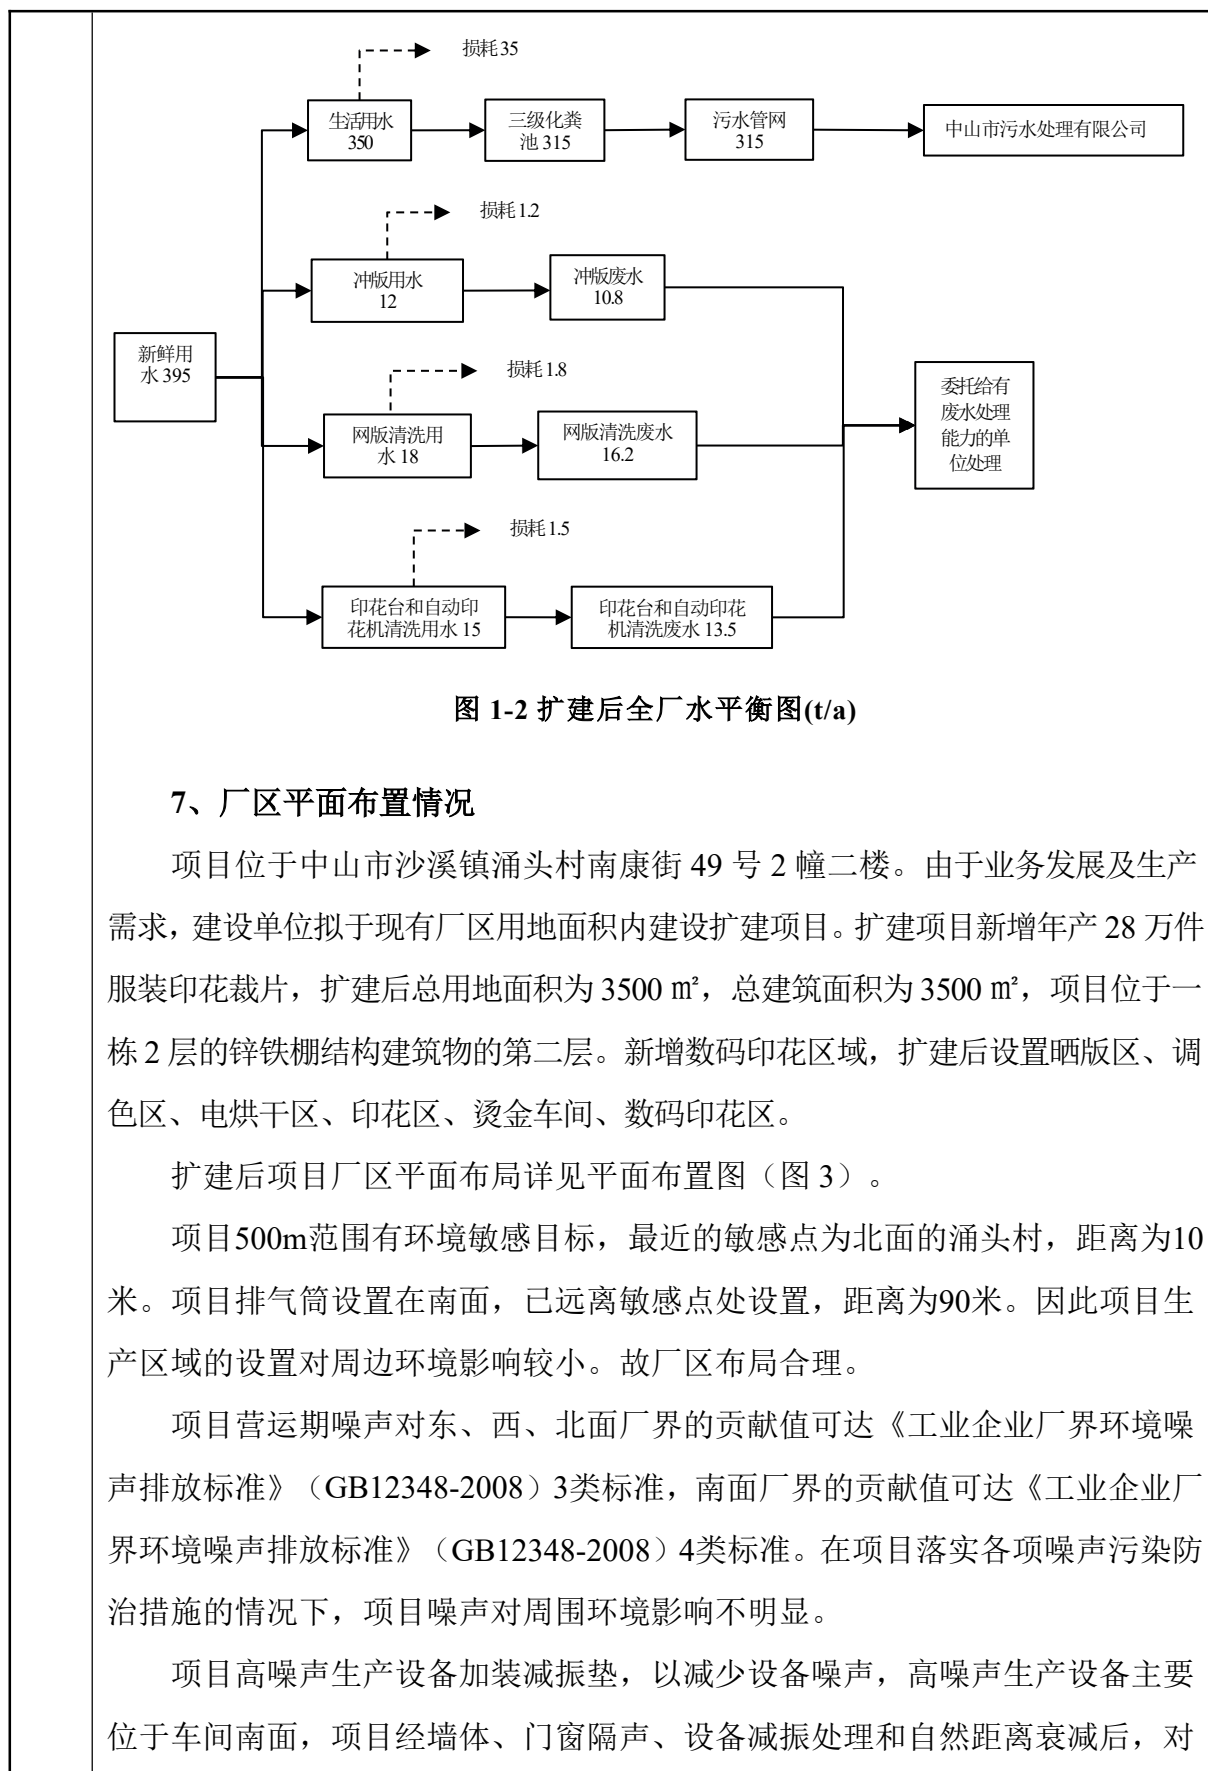 损耗35
生活用水
350
三级化粪
池 315
污水管网
315
中山市污水处理有限公司
损耗1.2
冲版用水
12
冲版废水
10.8
新鲜用
水 395
损耗1.8
网版清洗用
水 18
网版清洗废水
16.2
委托给有
废水处理
能力的单
位处理
损耗1.5
印花台和自动印
花机清洗用水 15
印花台和自动印花
机清洗废水 13.5
图 1-2 扩建后全厂水平衡图(t/a)
7、厂区平面布置情况
项目位于中山市沙溪镇涌头村南康街 49 号 2 幢二楼。由于业务发展及生产
需求，建设单位拟于现有厂区用地面积内建设扩建项目。扩建项目新增年产 28 万件
服装印花裁片，扩建后总用地面积为 3500 ㎡，总建筑面积为 3500 ㎡，项目位于一
栋 2 层的锌铁棚结构建筑物的第二层。新增数码印花区域，扩建后设置晒版区、调
色区、电烘干区、印花区、烫金车间、数码印花区。
扩建后项目厂区平面布局详见平面布置图（图 3）。
项目500m范围有环境敏感目标，最近的敏感点为北面的涌头村，距离为10
米。项目排气筒设置在南面，已远离敏感点处设置，距离为90米。因此项目生
产区域的设置对周边环境影响较小。故厂区布局合理。
项目营运期噪声对东、西、北面厂界的贡献值可达《工业企业厂界环境噪
声排放标准》（GB12348-2008）3类标准，南面厂界的贡献值可达《工业企业厂
界环境噪声排放标准》（GB12348-2008）4类标准。在项目落实各项噪声污染防
治措施的情况下，项目噪声对周围环境影响不明显。
项目高噪声生产设备加装减振垫，以减少设备噪声，高噪声生产设备主要
位于车间南面，项目经墙体、门窗隔声、设备减振处理和自然距离衰减后，对